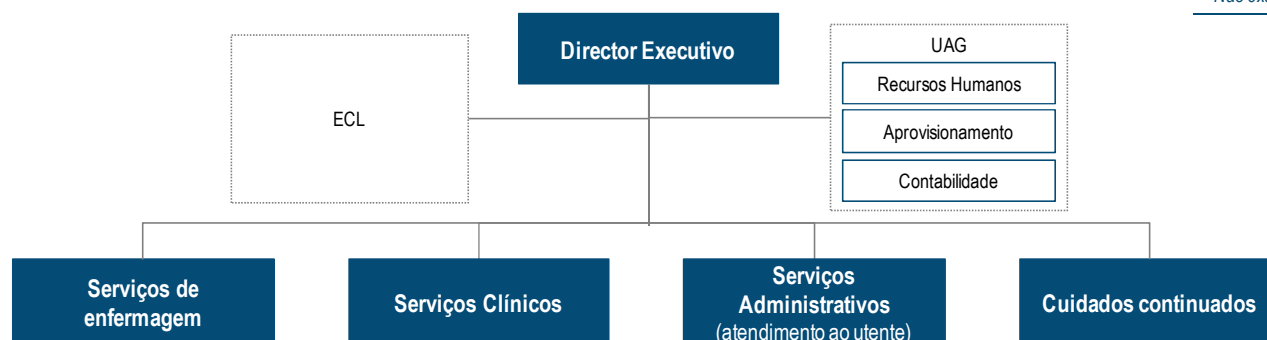 Director Executivo
ECL
UAG
Recursos Humanos
Aprovisionamento
Contabilidade
Serviços de
enfermagem
Serviços Clínicos
Serviços
Administrativos
(atendimento ao utente)
Cuidados continuados